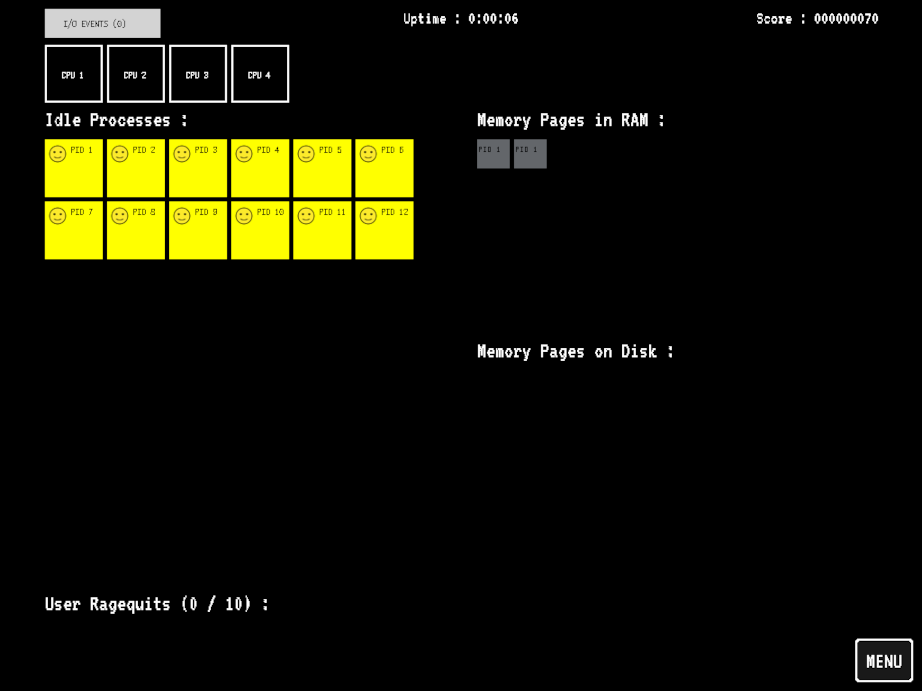 I/O EVENTS (0)
Uptime : 0:00:06
Score : 000000070
CPU 1
CPU 2
CPU 3
CPU 4
Idle Processes :
Memory Pages in RAM :
PID 1
PID 2
PID 3
PID 4
PID 5
PID 6
PID 1
PID 1
PID 7
PID 8
PID 9
PID 10
PID 11
PID 12
Memory Pages on Disk :
User Ragequits (0 / 10) :
MENU